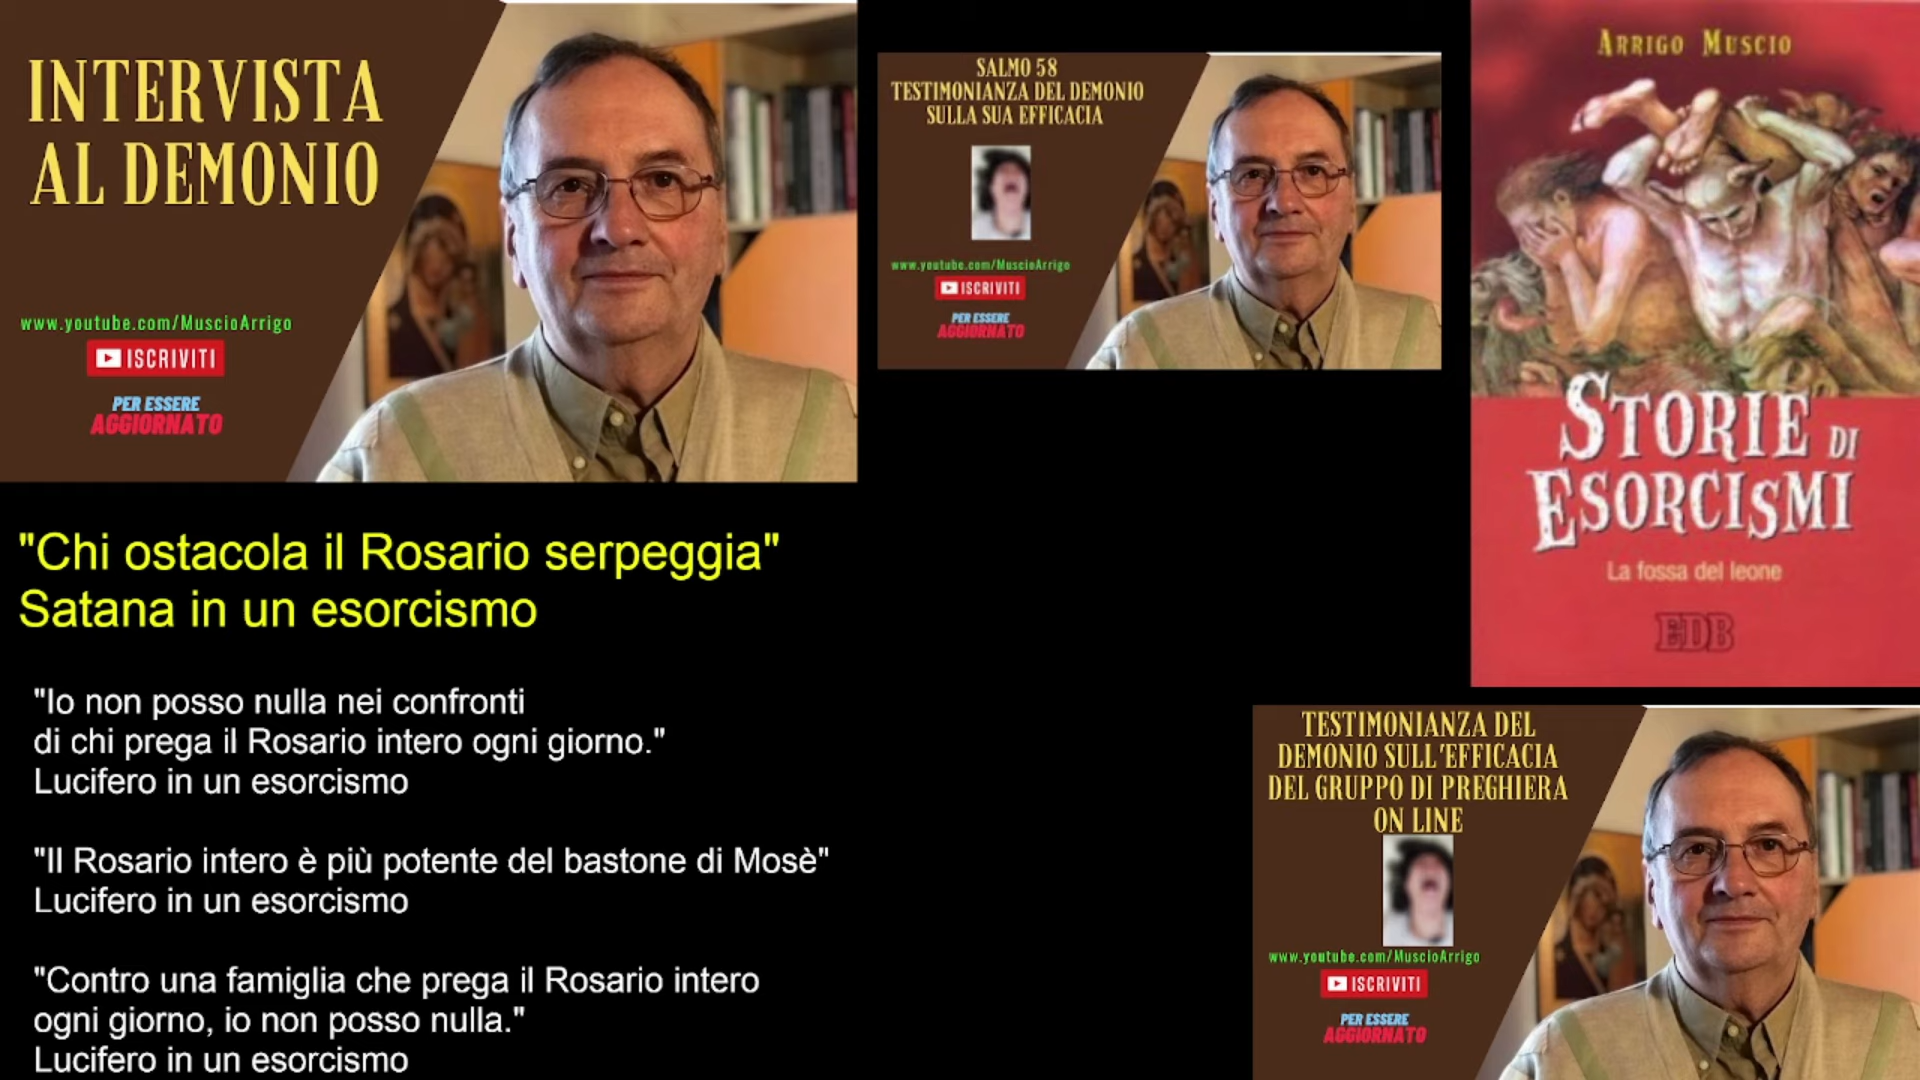 INTERVISTA
AL DEMONIO
www.youtube.com/MuscioArrigo
ISCRIVITI
PER ESSERE
AGGIORNATO
SALMO 58
TESTIMONIANZA DEL DEMONIO
SULLA SUA EFFICACIA
www.youtube.com/MuscioArrigo
ISCRIVITI
PER ESSERE
AGGIORNATO
ARRIGO MUSCIO
STORIE DI
ESORCISMI
La fossa del leone
EDB
"Chi ostacola il Rosario serpeggia"
Satana in un esorcismo
"Io non posso nulla nei confronti
di chi prega il Rosario intero ogni giorno."
Lucifero in un esorcismo
"Il Rosario intero è più potente del bastone di Mosè"
Lucifero in un esorcismo
"Contro una famiglia che prega il Rosario intero
ogni giorno, io non posso nulla."
Lucifero in un esorcismo
TESTIMONIANZA DEL
DEMONIO SULL'EFFICACIA
DEL GRUPPO DI PREGHIERA
ON LINE
www.youtube.com/MuscioArrigo
ISCRIVITI
PER ESSERE
AGGIORNATO